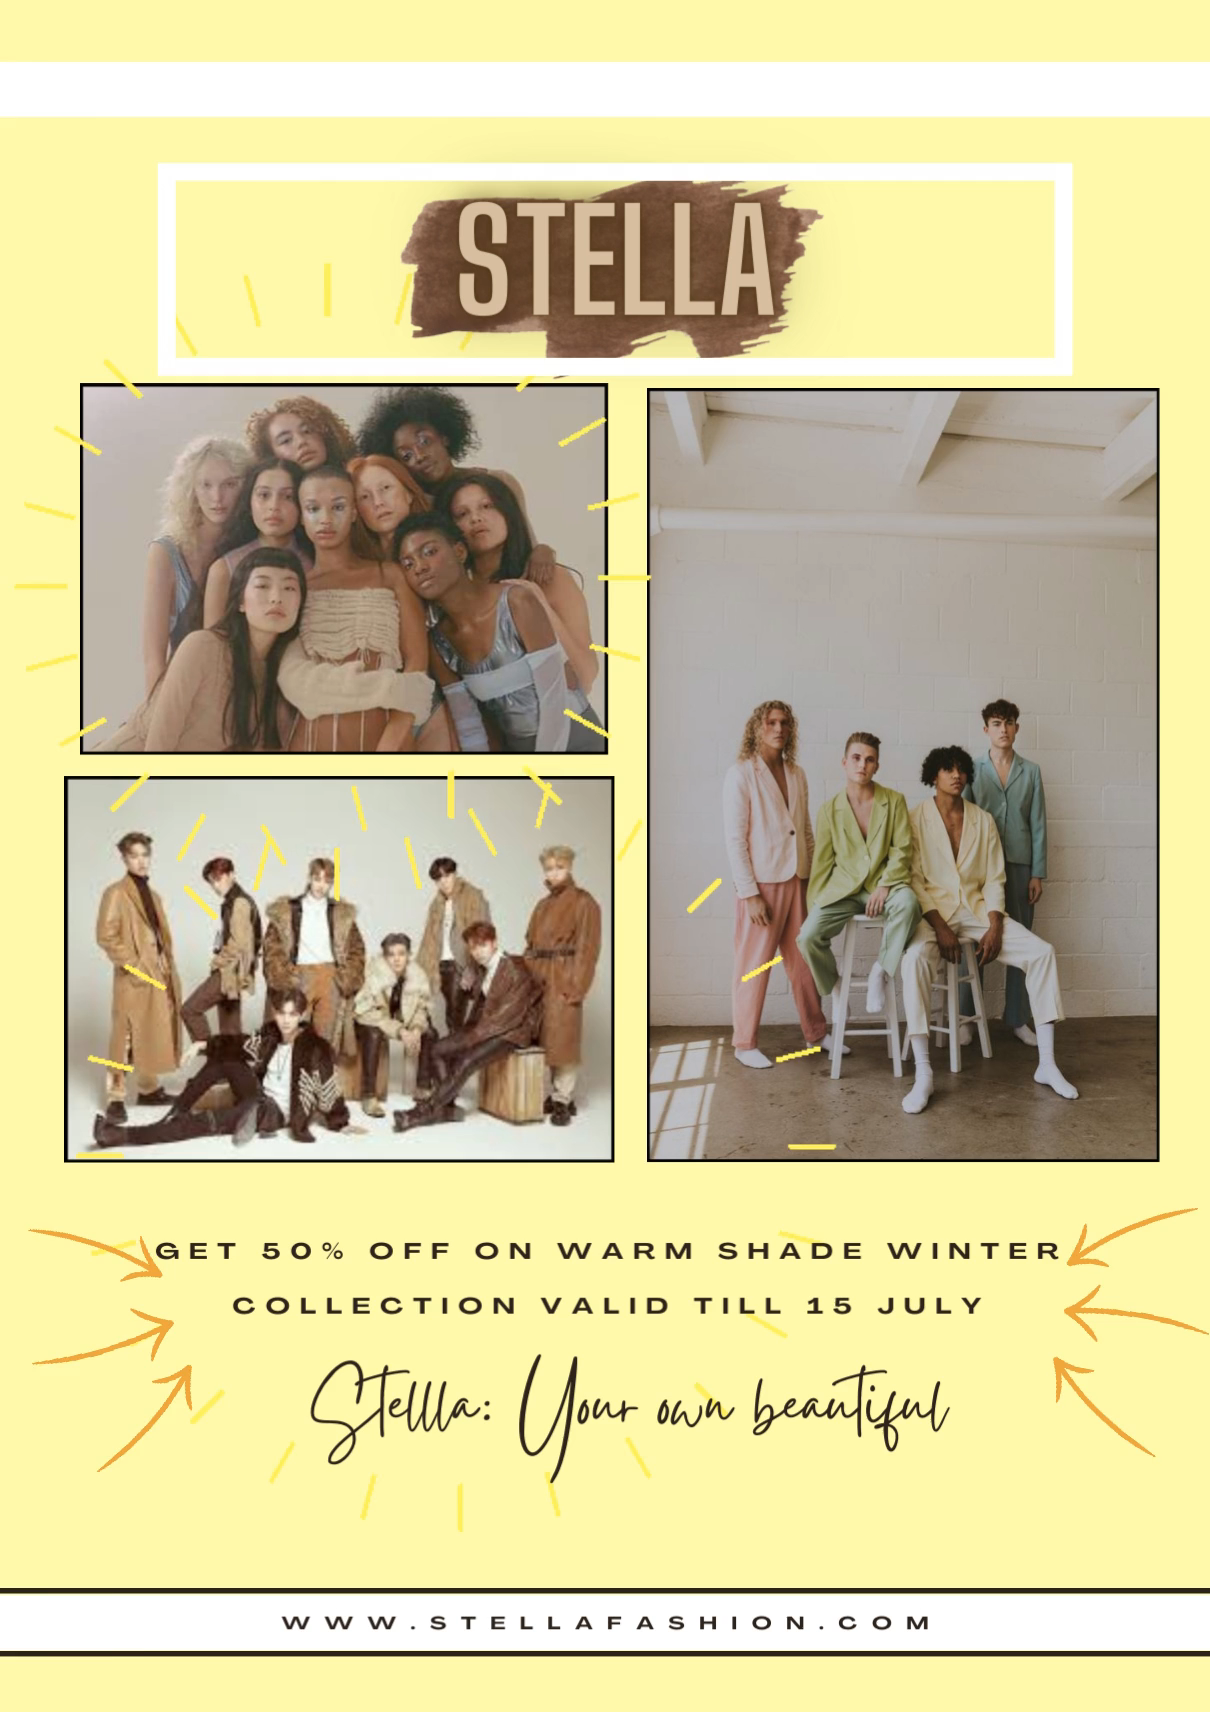 STELLA
GET 50% OFF ON WARM SHADE WINTER
COLLECTION VALID TILL 15 JULY
Stellla: Your own beautiful
WWW.STELLAFASHION.COM